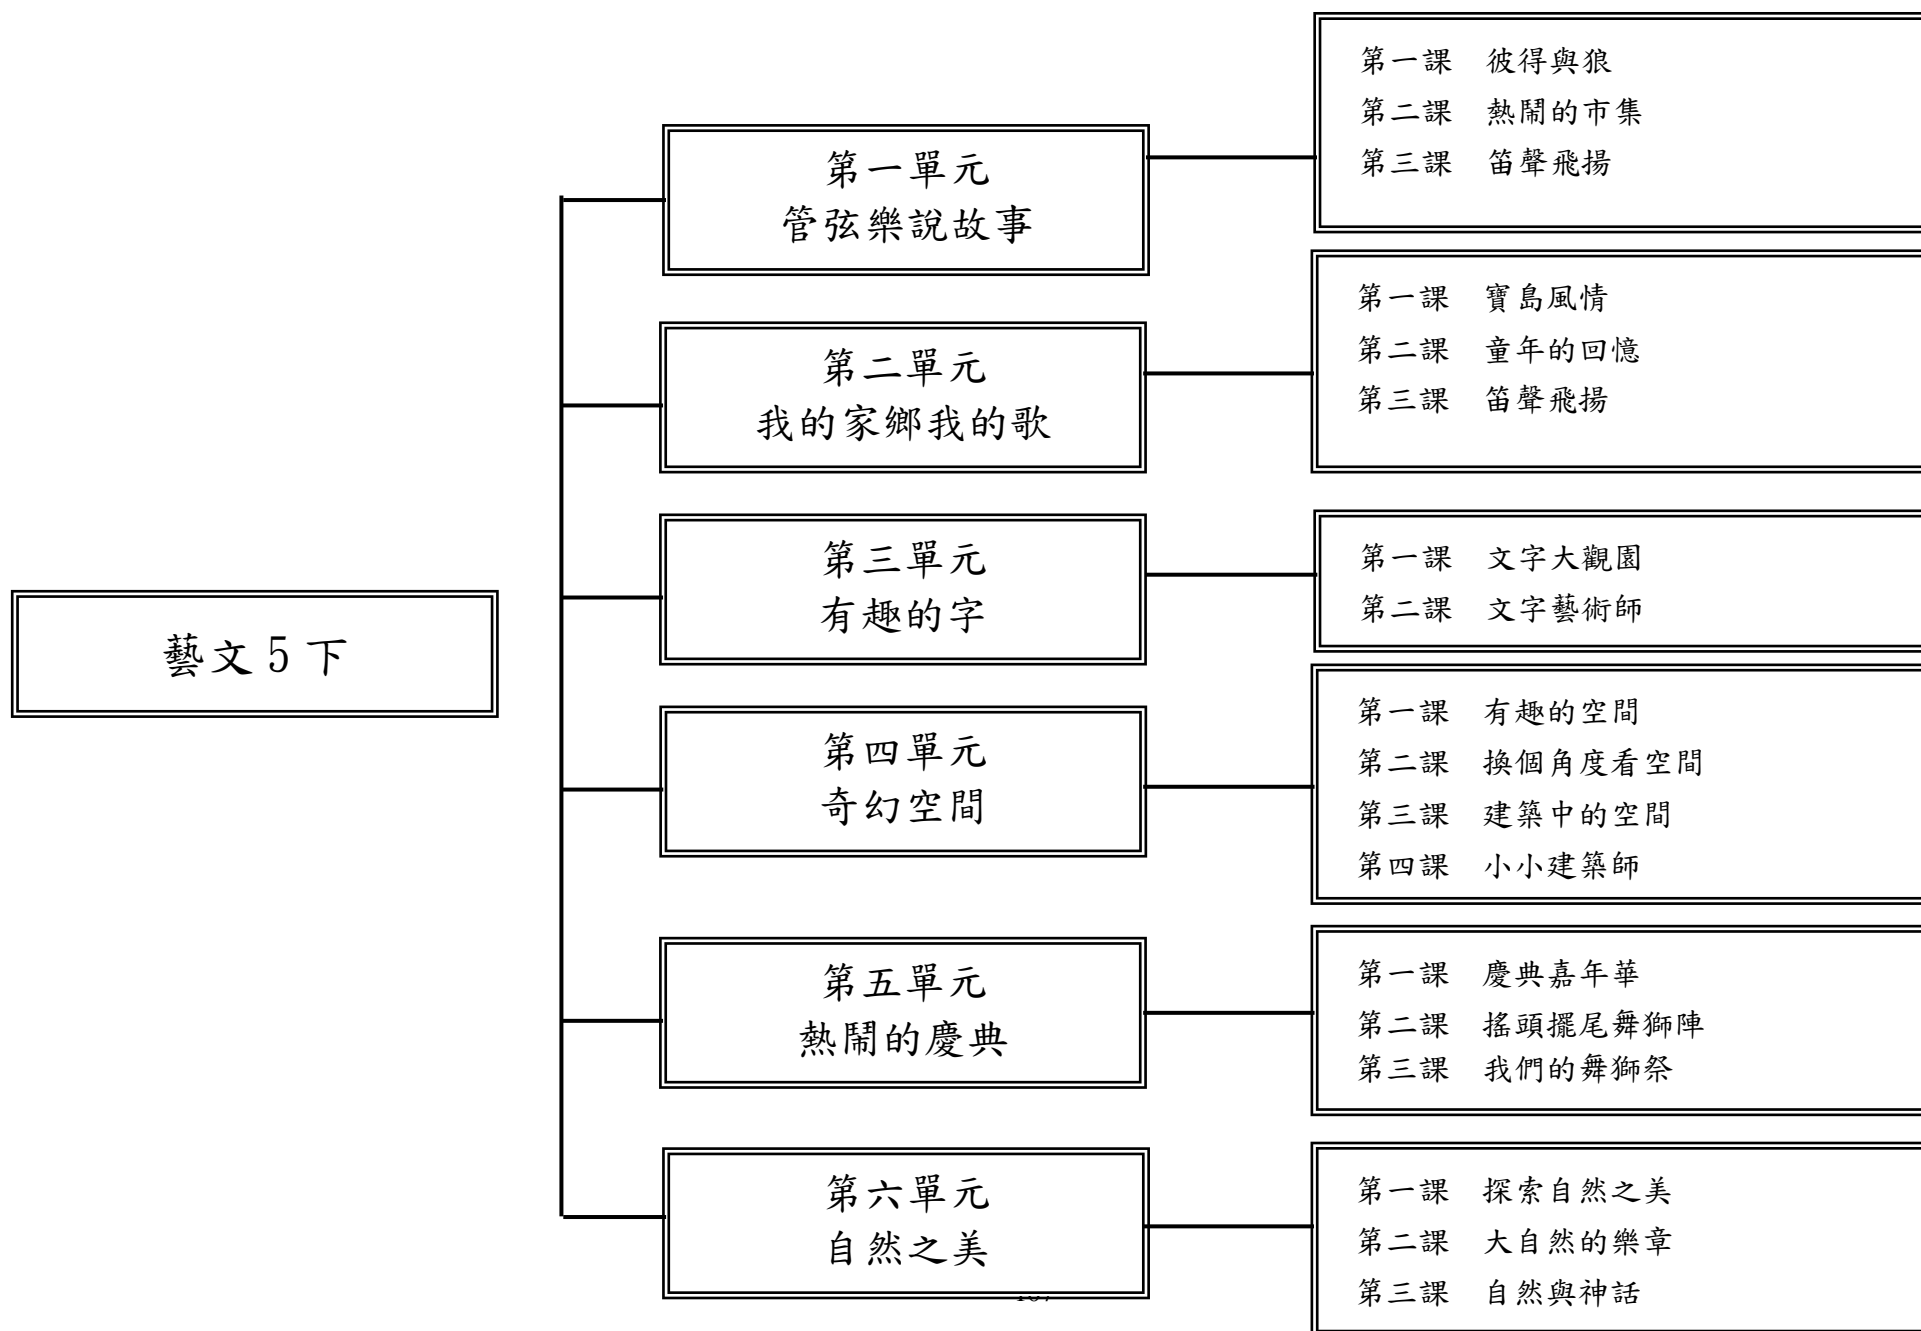 藝文5下
第一單元
管弦樂說故事
第一課　彼得與狼
第二課　熱鬧的市集
第三課　笛聲飛揚
第二單元
我的家鄉我的歌
第一課　寶島風情
第二課　童年的回憶
第三課　笛聲飛揚
第三單元
有趣的字
第一課　文字大觀園
第二課　文字藝術師
第四單元
奇幻空間
第一課　有趣的空間
第二課　換個角度看空間
第三課　建築中的空間
第四課　小小建築師
第五單元
熱鬧的慶典
第一課　慶典嘉年華
第二課　搖頭擺尾舞獅陣
第三課　我們的舞獅祭
第六單元
自然之美
第一課　探索自然之美
第二課　大自然的樂章
第三課　自然與神話